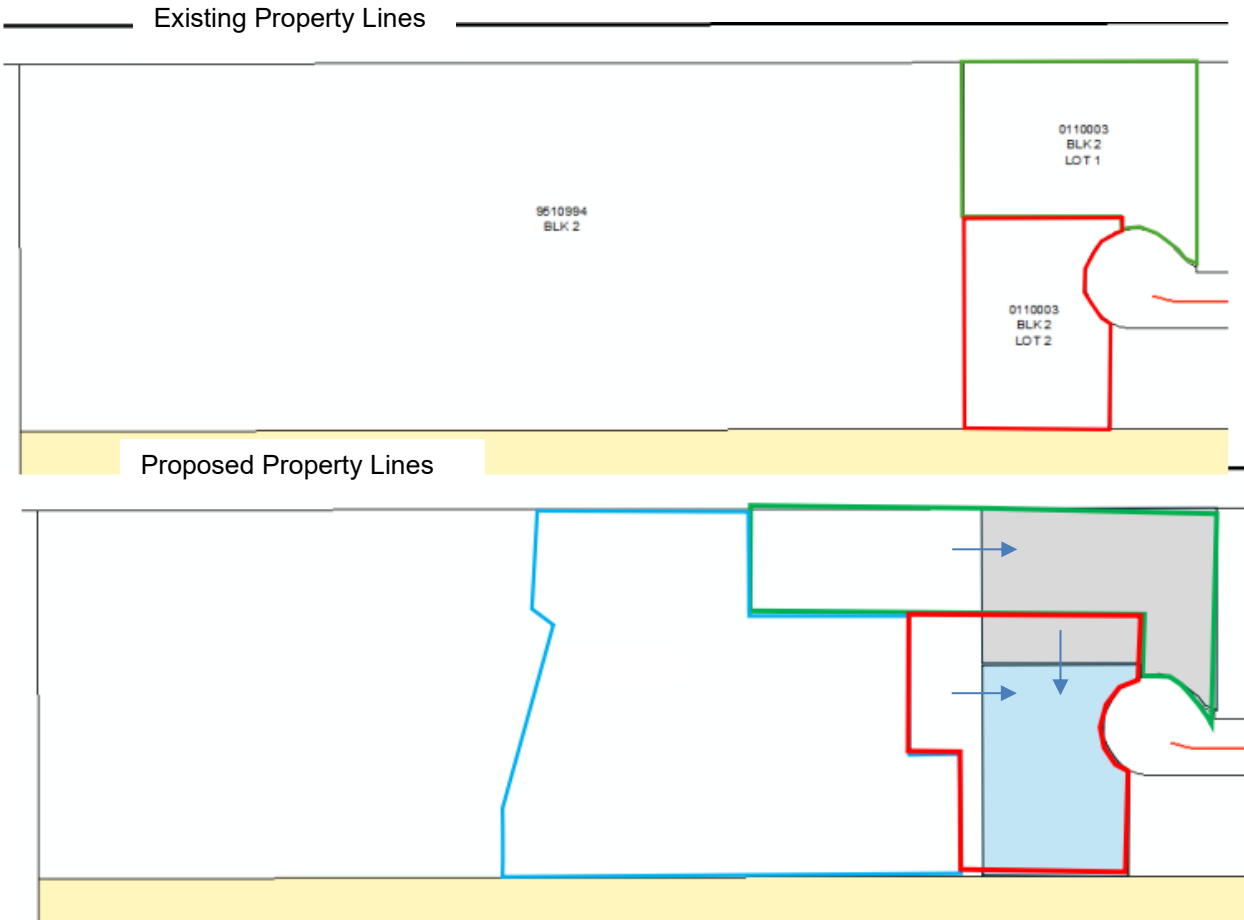 Existing Property Lines
0110003
BLK 2
LOT 1
9510994
BLK 2
0110003
BLK 2
LOT 2
Proposed Property Lines